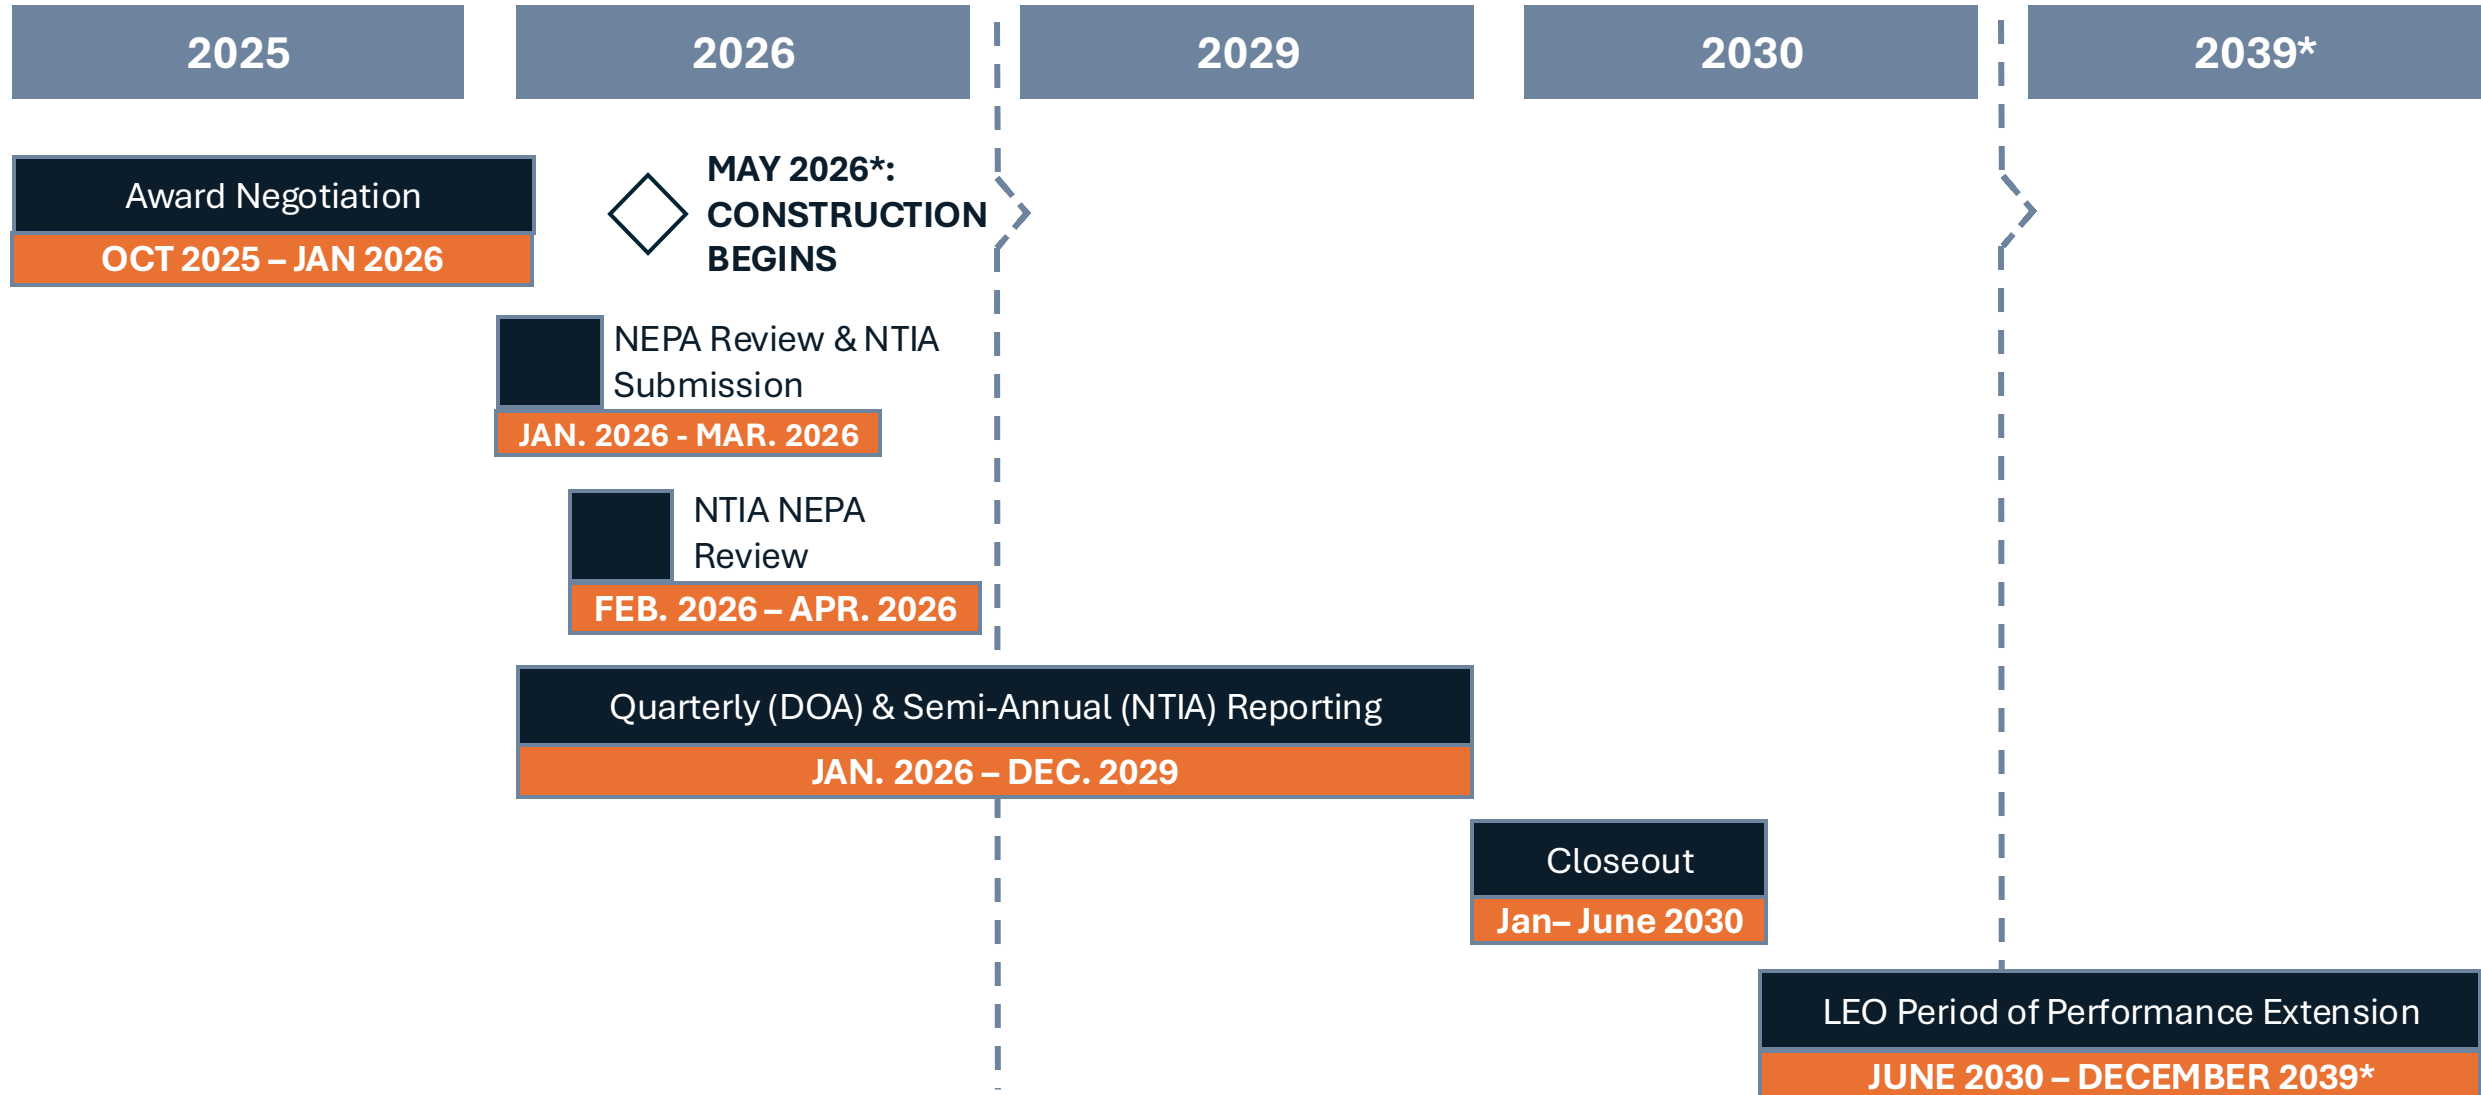 2025
2026
2029
2030
2039*
Award Negotiation
OCT 2025 – JAN 2026
MAY 2026*:
CONSTRUCTION
BEGINS
NEPA Review & NTIA
Submission
JAN. 2026 - MAR. 2026
NTIA NEPA
Review
FEB. 2026 – APR. 2026
Quarterly (DOA) & Semi-Annual (NTIA) Reporting
JAN. 2026 – DEC. 2029
Closeout
Jan– June 2030
LEO Period of Performance Extension
JUNE 2030 – DECEMBER 2039*